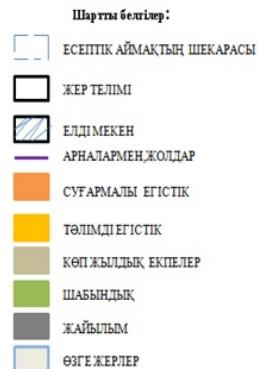 Шартты белгілер:
ЕСЕПТІК АЙМАҚТЫҢ ШЕКАРАСЫ
ЖЕР ТЕЛІМІ
ЕЛДІ МЕКЕН
АРНАЛАРМЕН,ЖОЛДАР
СУҒАРМАЛЫ ЕГІСТІК
ТӘЛІМДІ ЕГІСТІК
КӨП ЖЫЛДЫҚ ЕКПЕЛЕР
ШАБЫНДЫҚ
ЖАЙЫЛЫМ
ӨЗГЕ ЖЕРЛЕР